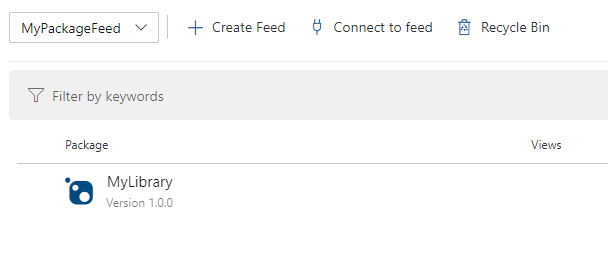 MyPackageFeed Create Feed Connect to feed Recycle Bin
Filter by keywords
Package Views
MyLibrary
Version 1.0.0